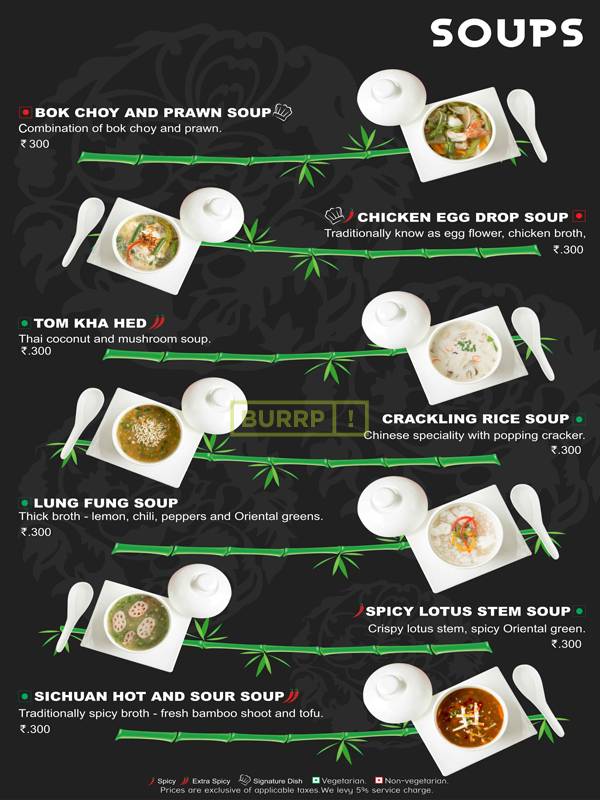 SOUPS
BOK CHOY AND PRAWN SOUP
Combination of bok choy and prawn.
₹ 300
CHICKEN EGG DROP SOUP
Traditionally know as egg flower, chicken broth,
₹.300
TOM KHA HED
Thai coconut and mushroom soup.
₹.300
BURRP!
CRACKLING RICE SOUP
Chinese speciality with popping cracker.
₹.300
LUNG FUNG SOUP
Thick broth - lemon, chili, peppers and Oriental greens.
₹.300
SPICY LOTUS STEM SOUP
Crispy lotus stem, spicy Oriental green.
₹.300
SICHUAN HOT AND SOUR SOUP
Traditionally spicy broth - fresh bamboo shoot and tofu.
₹.300
Spicy Extra Spicy Signature Dish Vegetarian. Non-vegetarian.
Prices are exclusive of applicable taxes.We levy 5% service charge.